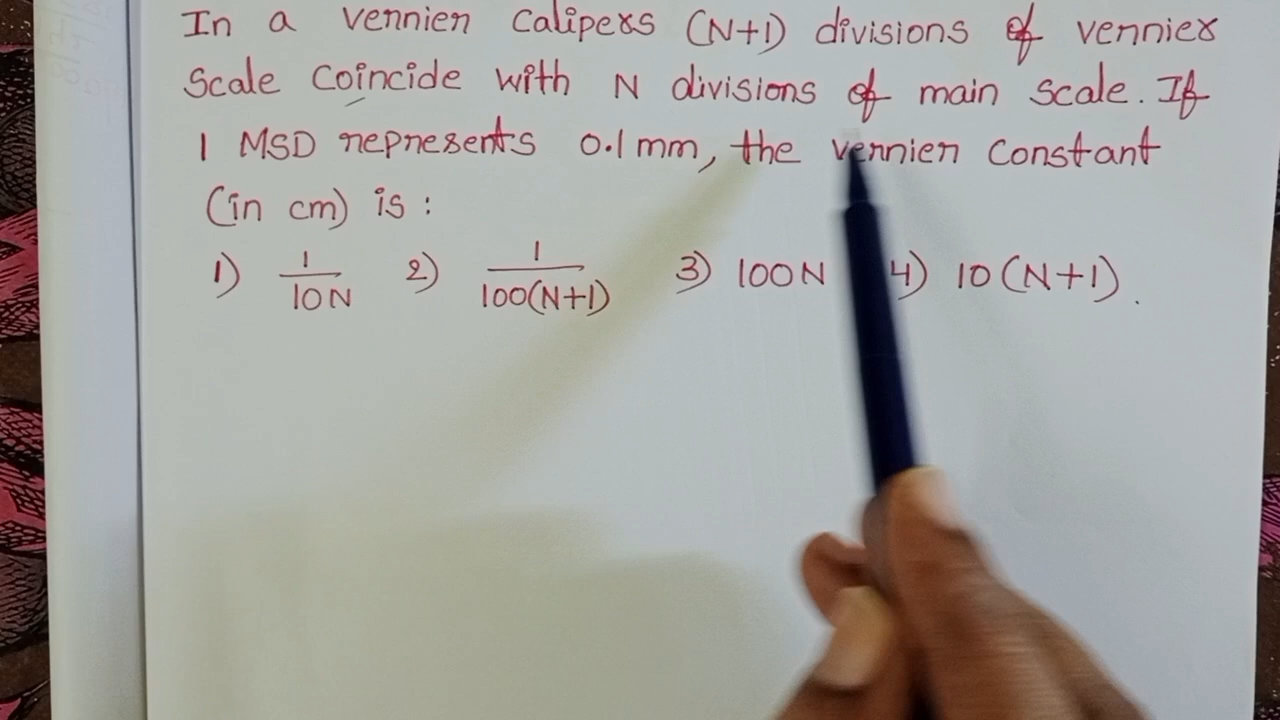 In a vernier calipers (N+1) divisions of vernier
Scale Coincide with N divisions of main scale. If
1 MSD represents 0.1 mm, the vernier Constant
(in cm) is :
1) 1/10N 2) 1/100(N+1) 3) 100N 4) 10(N+1).